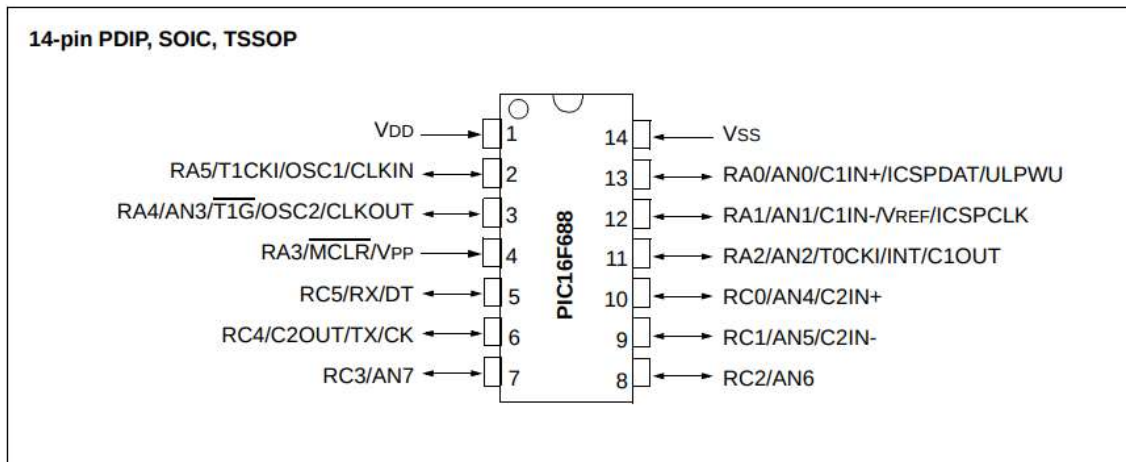 14-pin PDIP, SOIC, TSSOP
VDD 1 14 VSS
RA5/T1CKI/OSC1/CLKIN 2 13 RA0/AN0/C1IN+/ICSPDAT/ULPWU
RA4/AN3/T1G/OSC2/CLKOUT 3 12 RA1/AN1/C1IN-/VREF/ICSPCLK
RA3/MCLR/VPP 4 11 RA2/AN2/T0CKI/INT/C1OUT
RC5/RX/DT 5 10 RC0/AN4/C2IN+
RC4/C2OUT/TX/CK 6 9 RC1/AN5/C2IN-
RC3/AN7 7 8 RC2/AN6
PIC16F688